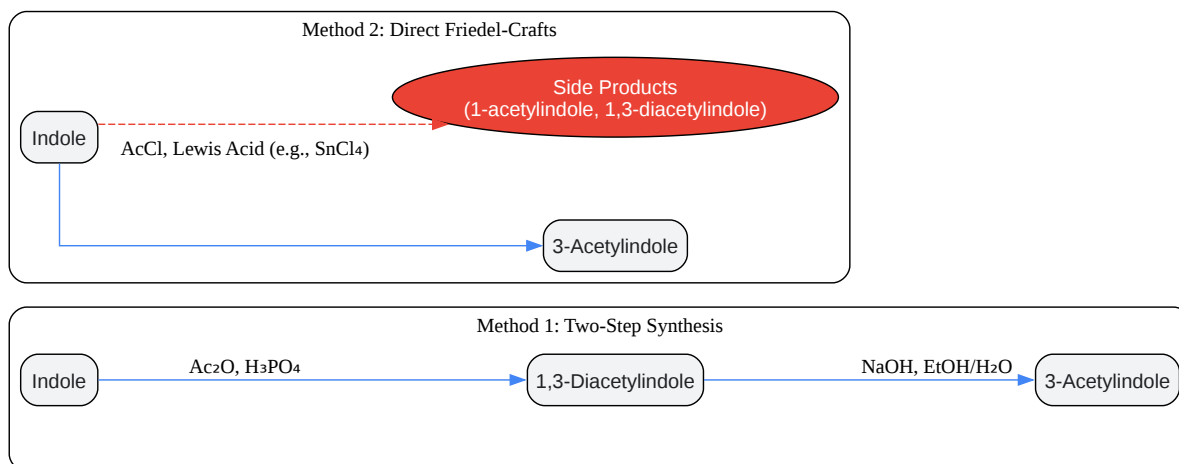 Method 2: Direct Friedel-Crafts
Side Products
(1-acetylindole, 1,3-diacetylindole)
Indole
AcCl, Lewis Acid (e.g., SnCl₄)
3-Acetylindole
Method 1: Two-Step Synthesis
Indole
Ac₂O, H₃PO₄
1,3-Diacetylindole
NaOH, EtOH/H₂O
3-Acetylindole